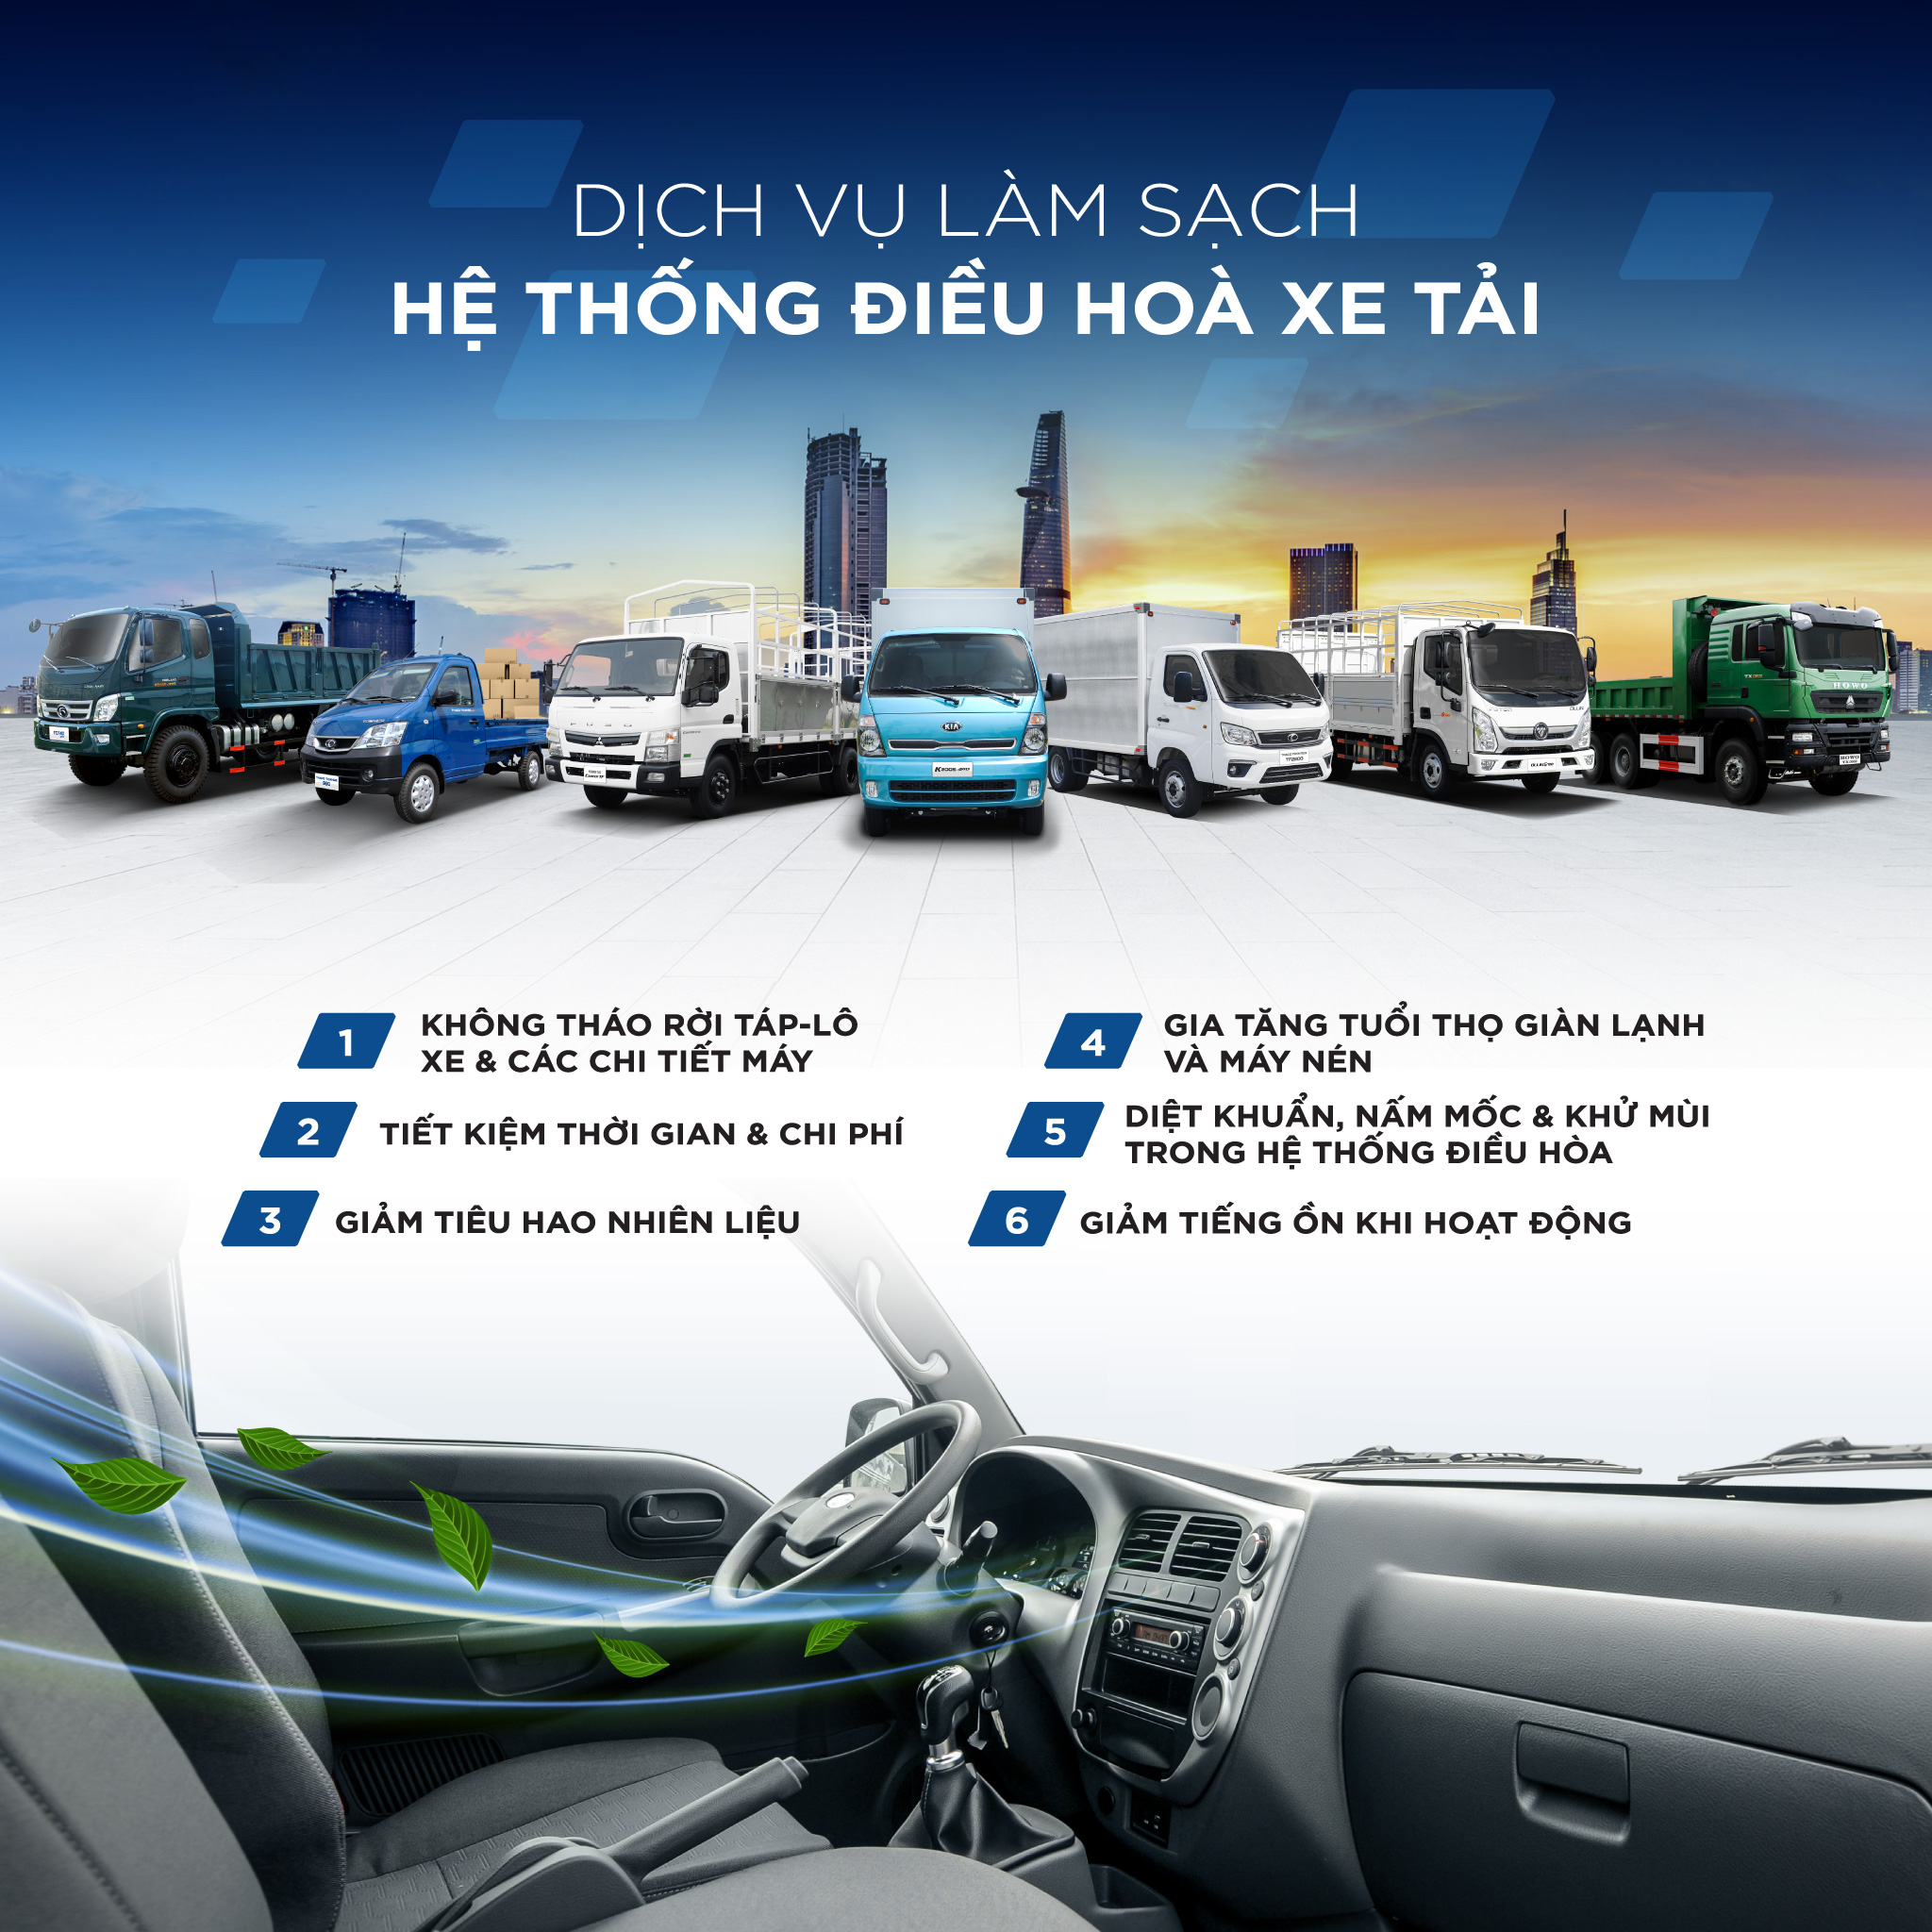 DỊCH VỤ LÀM SẠCH
HỆ THỐNG ĐIỀU HOÀ XE TẢI
FUSO
KIA
HOWO
1
KHÔNG THÁO RỜI TÁP-LÔ
XE & CÁC CHI TIẾT MÁY
2
TIẾT KIỆM THỜI GIAN & CHI PHÍ
3
GIẢM TIÊU HAO NHIÊN LIỆU
4
GIA TĂNG TUỔI THỌ GIÀN LẠNH
VÀ MÁY NÉN
5
DIỆT KHUẨN, NẤM MỐC & KHỬ MÙI
TRONG HỆ THỐNG ĐIỀU HÒA
6
GIẢM TIẾNG ỒN KHI HOẠT ĐỘNG